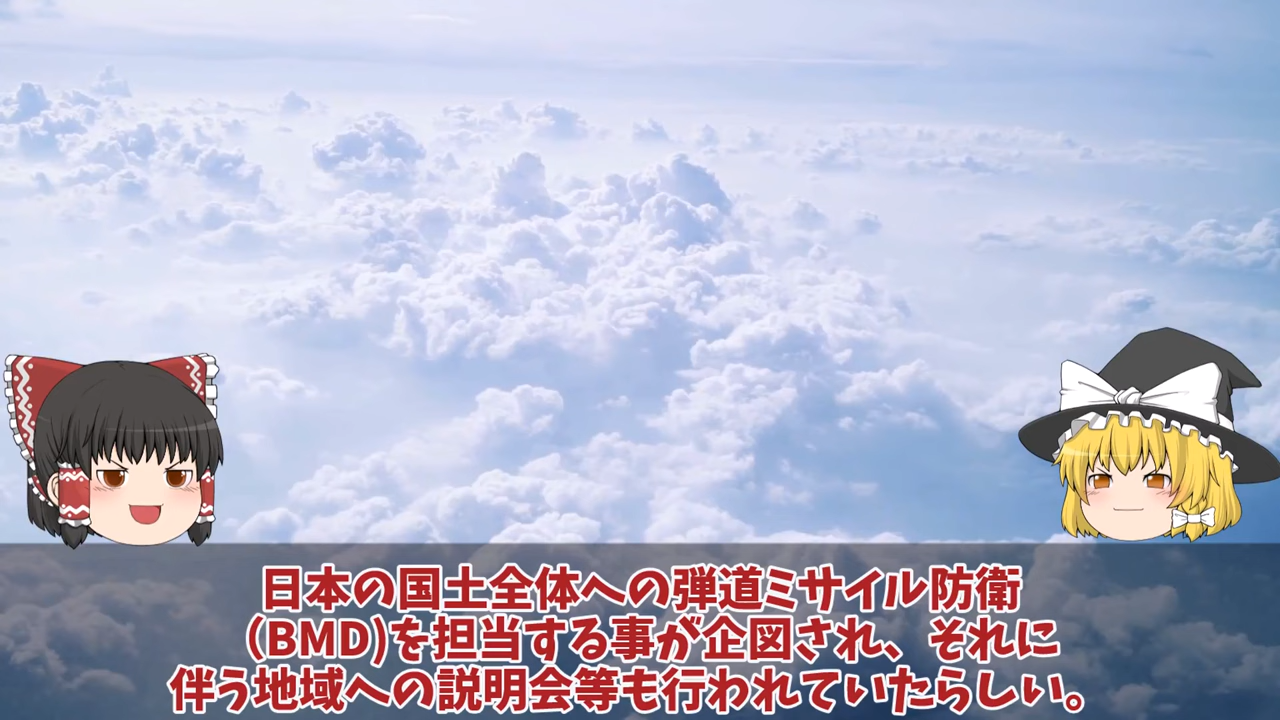 日本の国土全体への弾道ミサイル防衛
(BMD)を担当する事が企図され、それに
伴う地域への説明会等も行われていたらしい。